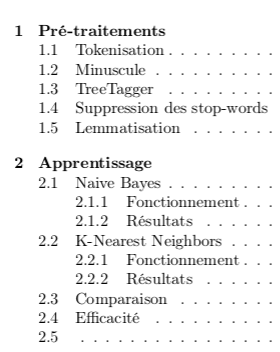 1 Pré-traitements
1.1 Tokenisation . . . . . . . . .
1.2 Minuscule . . . . . . . . . .
1.3 TreeTagger . . . . . . . . . .
1.4 Suppression des stop-words
1.5 Lemmatisation . . . . . . .
2 Apprentissage
2.1 Naive Bayes . . . . . . . . .
2.1.1 Fonctionnement . . .
2.1.2 Résultats . . . . . .
2.2 K-Nearest Neighbors . . . .
2.2.1 Fonctionnement . . .
2.2.2 Résultats . . . . . .
2.3 Comparaison . . . . . . . .
2.4 Efficacité . . . . . . . . . .
2.5 . . . . . . . . . . . . . . .